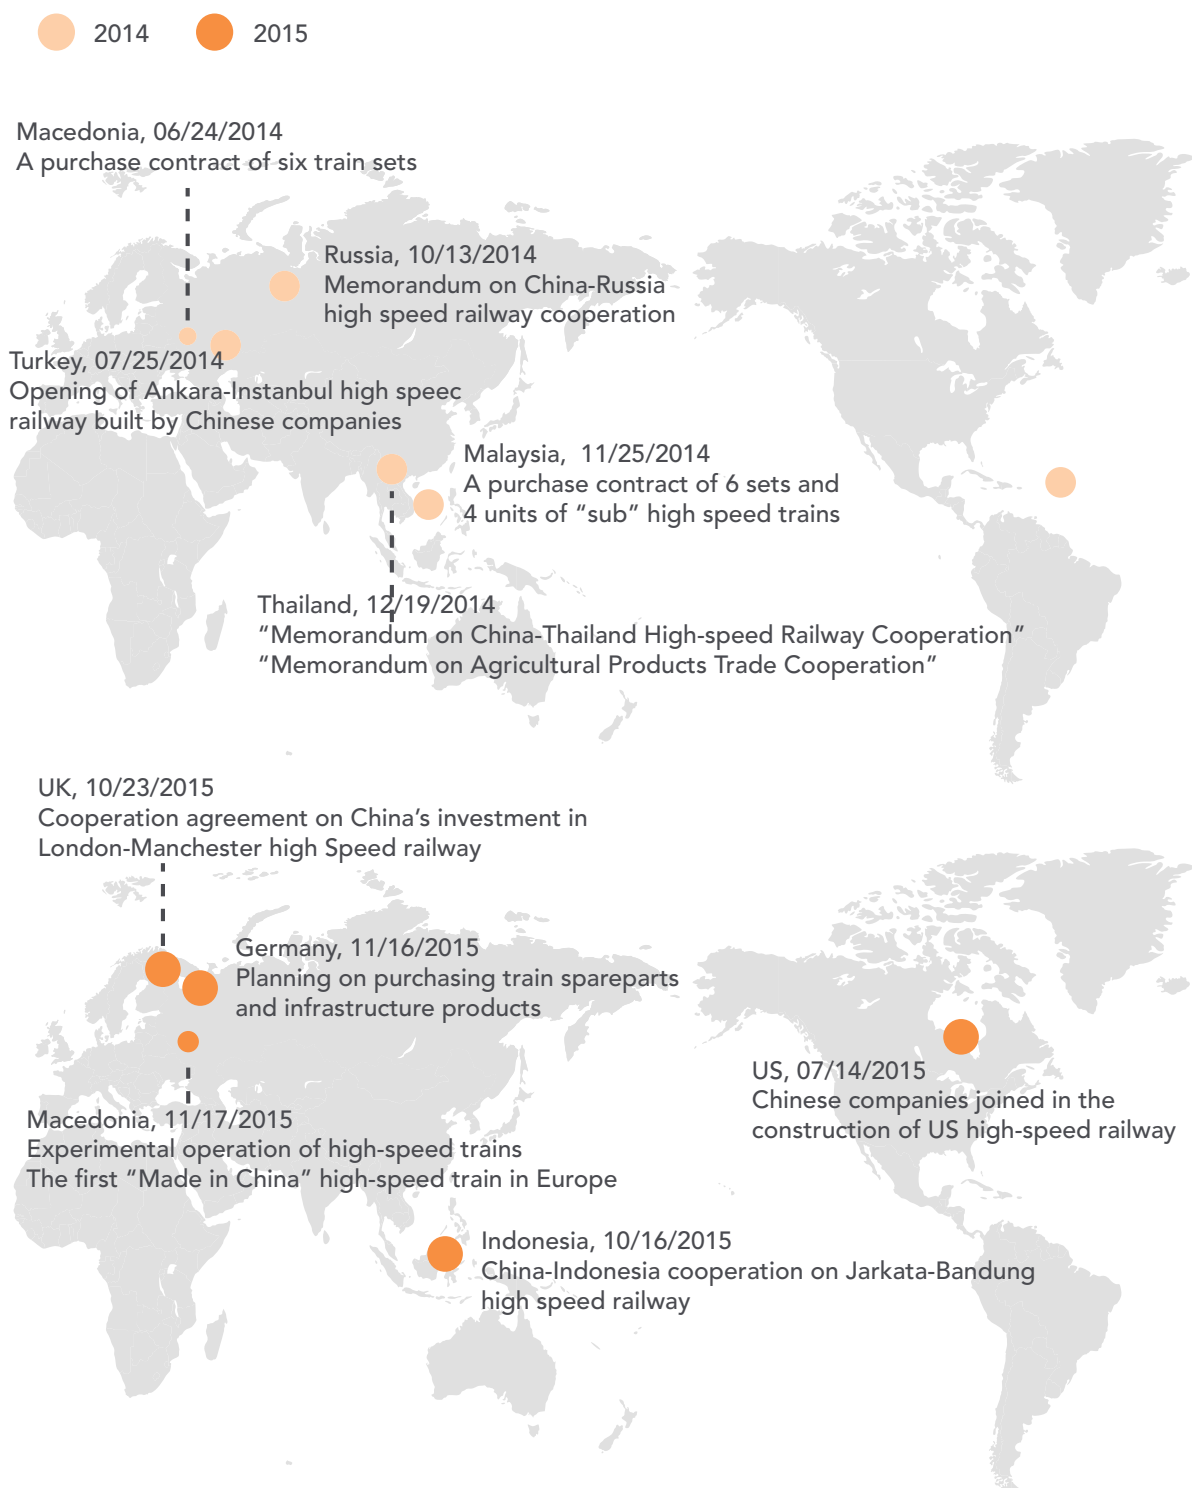 2014
2015
Macedonia, 06/24/2014
A purchase contract of six train sets
Russia, 10/13/2014
Memorandum on China-Russia
high speed railway cooperation
Turkey, 07/25/2014
Opening of Ankara-Instanbul high speec
railway built by Chinese companies
Malaysia, 11/25/2014
A purchase contract of 6 sets and
4 units of “sub” high speed trains
Thailand, 12/19/2014
“Memorandum on China-Thailand High-speed Railway Cooperation”
“Memorandum on Agricultural Products Trade Cooperation”
UK, 10/23/2015
Cooperation agreement on China’s investment in
London-Manchester high Speed railway
Germany, 11/16/2015
Planning on purchasing train spareparts
and infrastructure products
US, 07/14/2015
Chinese companies joined in the
construction of US high-speed railway
Macedonia, 11/17/2015
Experimental operation of high-speed trains
The first “Made in China” high-speed train in Europe
Indonesia, 10/16/2015
China-Indonesia cooperation on Jarkata-Bandung
high speed railway